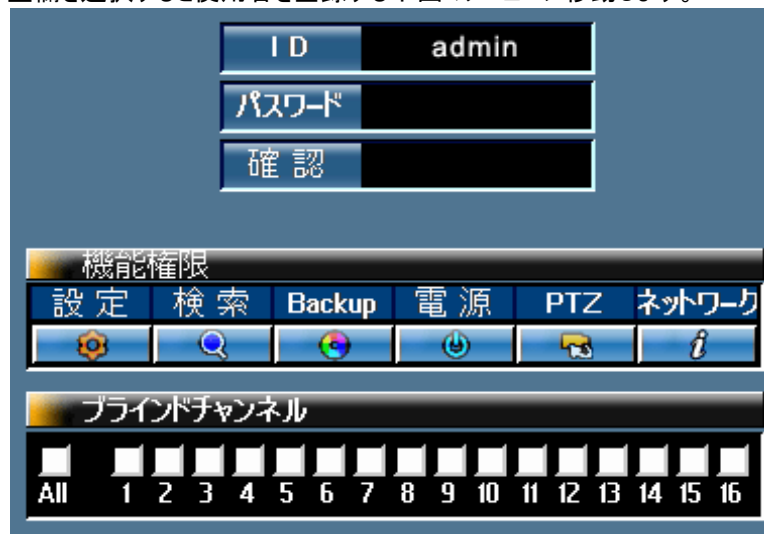 ID admin
パスワード
確認
機能権限
設定 検索 Backup 電源 PTZ ネットワーク
ブラインドチャンネル
All 1 2 3 4 5 6 7 8 9 10 11 12 13 14 15 16